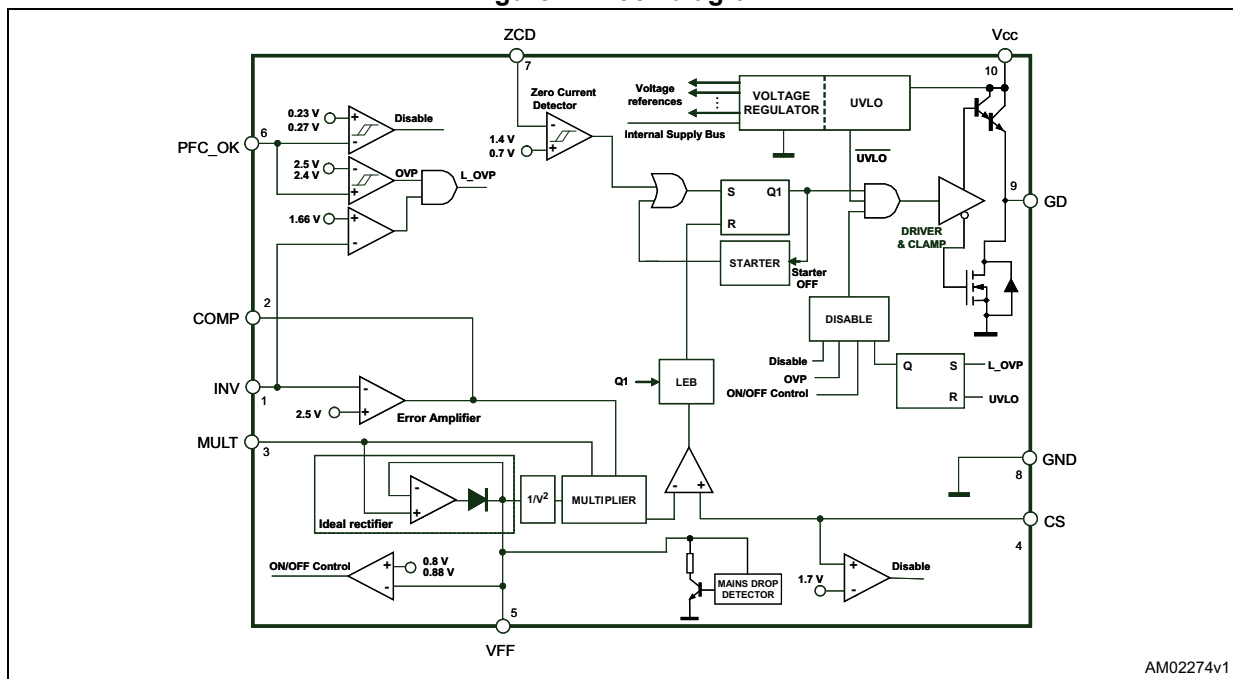 ZCD
Vcc
7
10
Zero Current
Detector
Voltage
references
VOLTAGE
REGULATOR
UVLO
Internal Supply Bus
0.23 V
0.27 V
+
-
Disable
6
PFC_OK
1.4 V
0.7 V
-
+
UVLO
2.5 V
2.4 V
-
+
OVP
L_OVP
S
Q1
R
9
GD
1.66 V
+
-
DRIVER
& CLAMP
STARTER
Starter
OFF
2
COMP
DISABLE
Disable
OVP
ON/OFF Control
Q
S
R
L_OVP
UVLO
Q1
LEB
INV
1
-
+
2.5 V
Error Amplifier
MULT
3
GND
8
-
+
-
+
Ideal rectifier
1/V2
MULTIPLIER
CS
4
ON/OFF Control
+
-
0.8 V
0.88 V
MAINS DROP
DETECTOR
1.7 V
+
-
Disable
5
VFF
AM02274v1